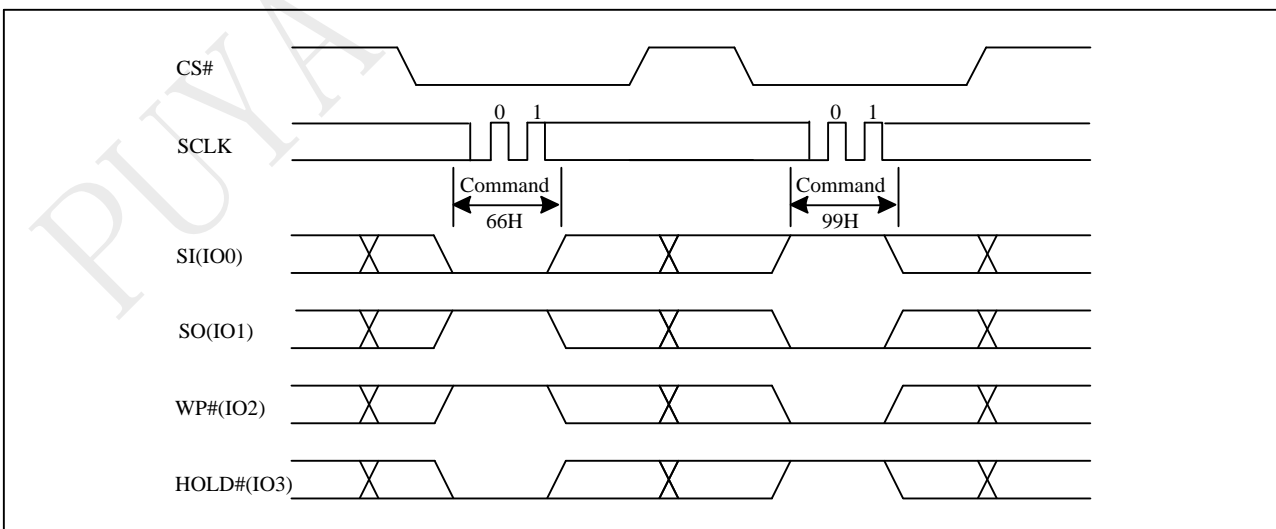 PUYA
CS#
0 1 0 1
SCLK
Command Command
66H 99H
SI(IO0)
SO(IO1)
WP#(IO2)
HOLD#(IO3)